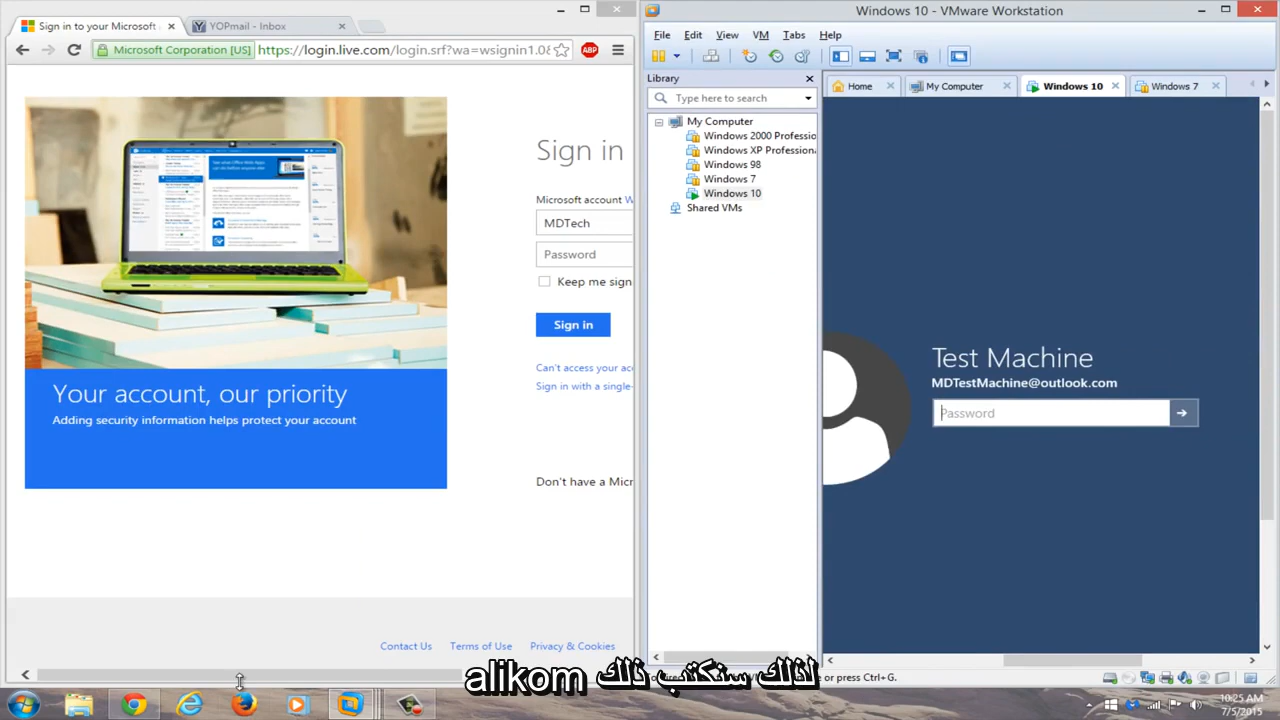 Sign in to your Microsoft
YOPmail - Inbox
Microsoft Corporation [US]
https://login.live.com/login.srf?wa=wsignin1.0&
ABP
Sign in
Microsoft account W
MDTech
Password
Keep me sign
Sign in
Can't access your acc
Sign in with a single-
Your account, our priority
Adding security information helps protect your account
Don't have a Micr
Contact Us
Terms of Use
Privacy & Cookies
Windows 10 - VMware Workstation
File Edit View VM Tabs Help
Library
Type here to search
My Computer
Windows 2000 Professio
Windows XP Profession
Windows 98
Windows 7
Windows 10
Shared VMs
Home
My Computer
Windows 10
Windows 7
Test Machine
MDTestMachine@outlook.com
Password
or press Ctrl+G.
لذلك سنكتب ذلك alikom
10:25 AM
7/5/2015